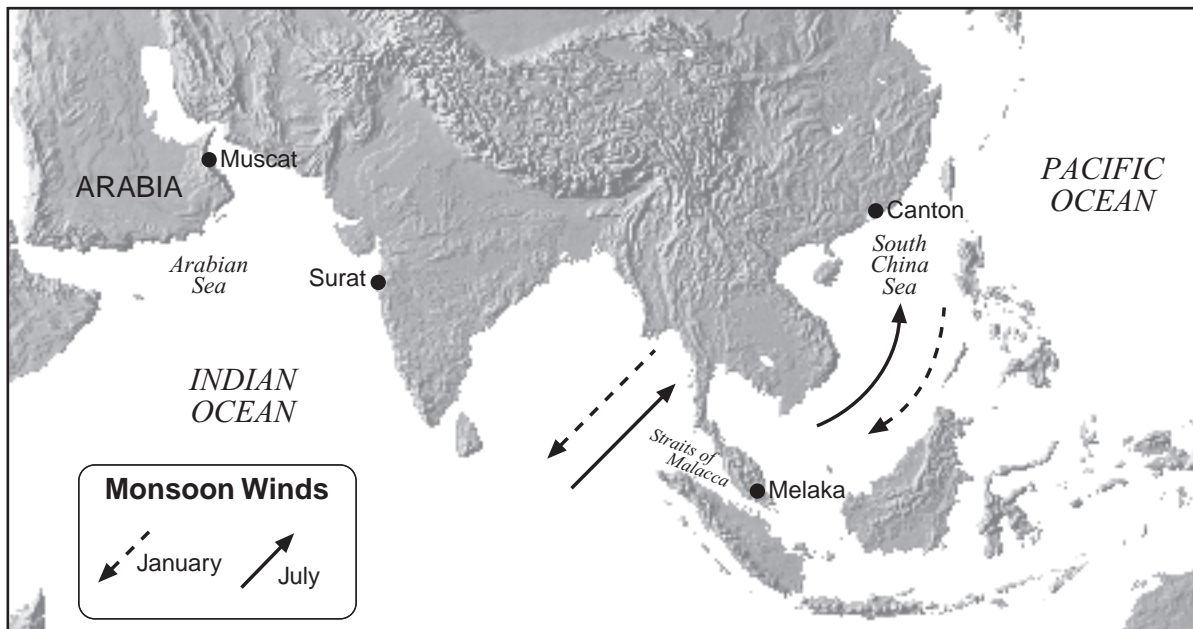 Muscat
ARABIA
PACIFIC
OCEAN
Canton
Arabian
Sea
Surat
South
China
Sea
INDIAN
OCEAN
Straits of
Malacca
Melaka
Monsoon Winds
January
July